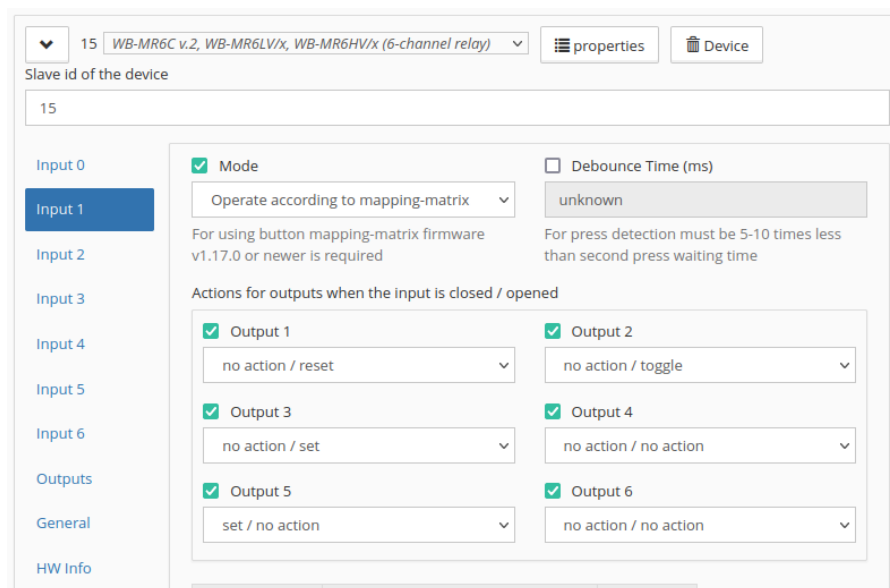 15 WB-MR6C v.2, WB-MR6LV/x, WB-MR6HV/x (6-channel relay) properties Device
Slave id of the device
15
Input 0
Input 1
Input 2
Input 3
Input 4
Input 5
Input 6
Outputs
General
HW Info
Mode
Operate according to mapping-matrix
For using button mapping-matrix firmware
v1.17.0 or newer is required
Debounce Time (ms)
unknown
For press detection must be 5-10 times less
than second press waiting time
Actions for outputs when the input is closed / opened
Output 1
no action / reset
Output 2
no action / toggle
Output 3
no action / set
Output 4
no action / no action
Output 5
set / no action
Output 6
no action / no action